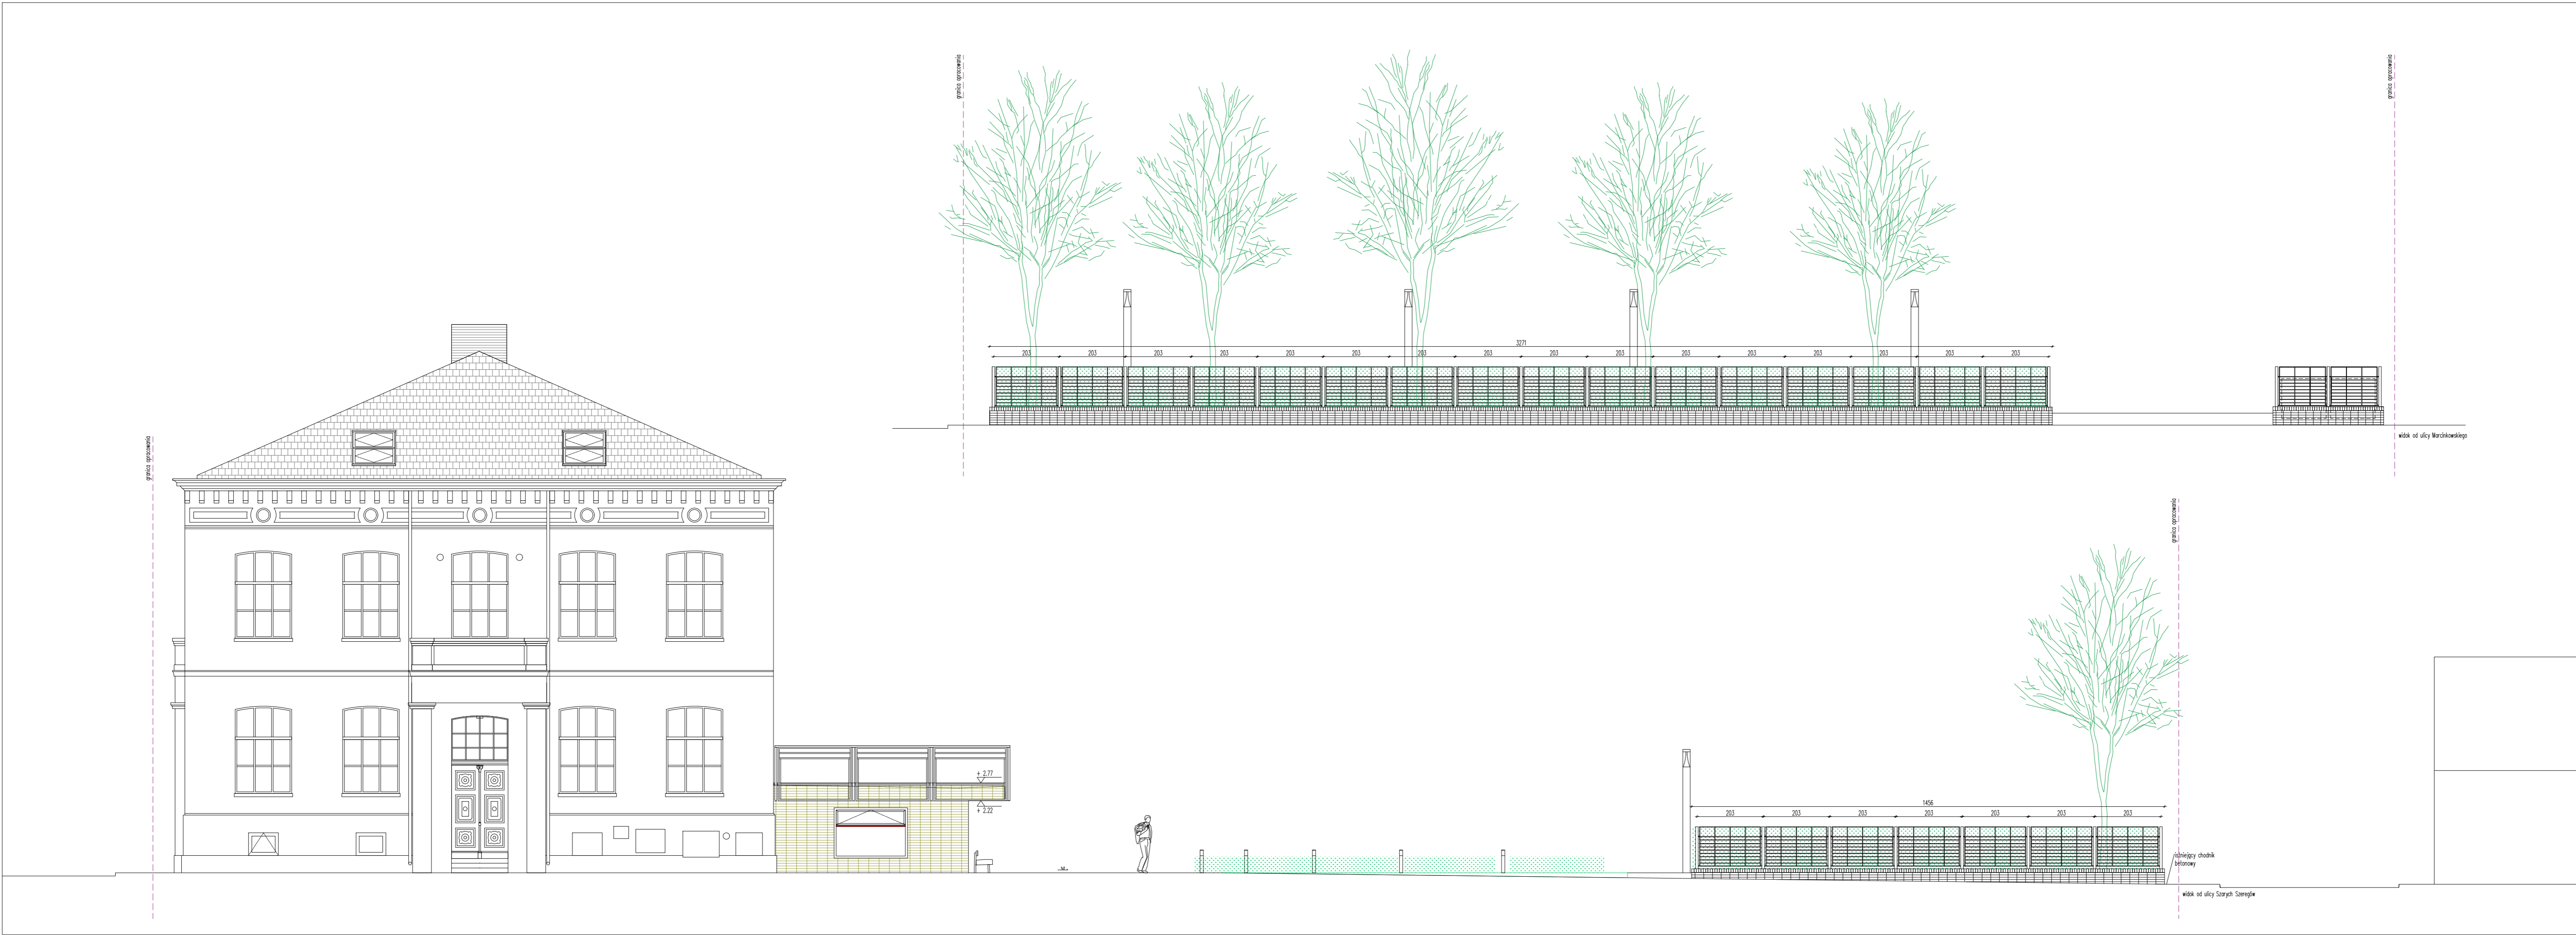 granica opracowania
granica opracowania
3271
203 203 203 203 203 203 203 203 203 203 203 203 203 203 203 203
widok od ulicy Marcinkowskiego
granica opracowania
granica opracowania
+ 2.77
+ 2.22
1456
203 203 203 203 203 203 203
istniejący chodnik
betonowy
widok od ulicy Szarych Szeregów